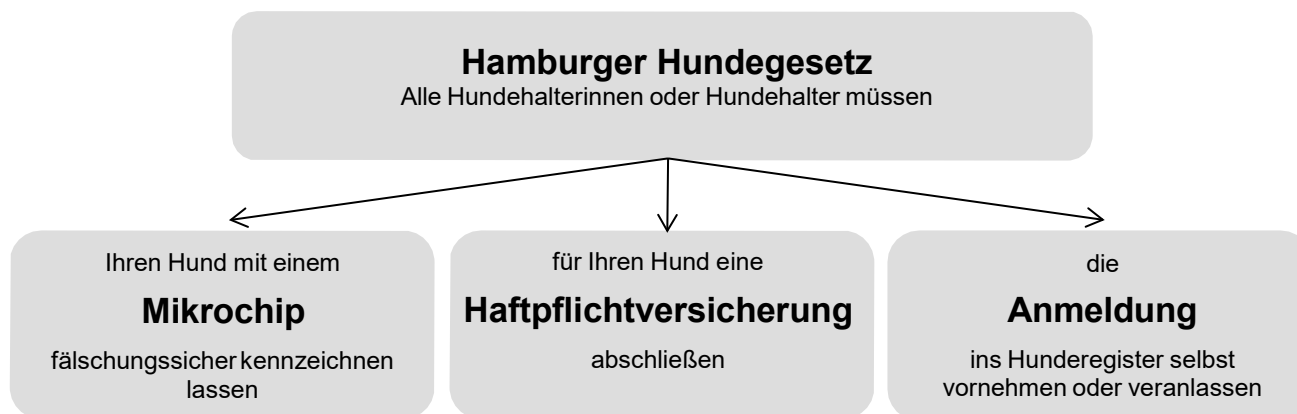 Hamburger Hundegesetz
Alle Hundehalterinnen oder Hundehalter müssen
Ihren Hund mit einem
Mikrochip
fälschungssicher kennzeichnen
lassen
für Ihren Hund eine
Haftpflichtversicherung
abschließen
die
Anmeldung
ins Hunderegister selbst
vornehmen oder veranlassen